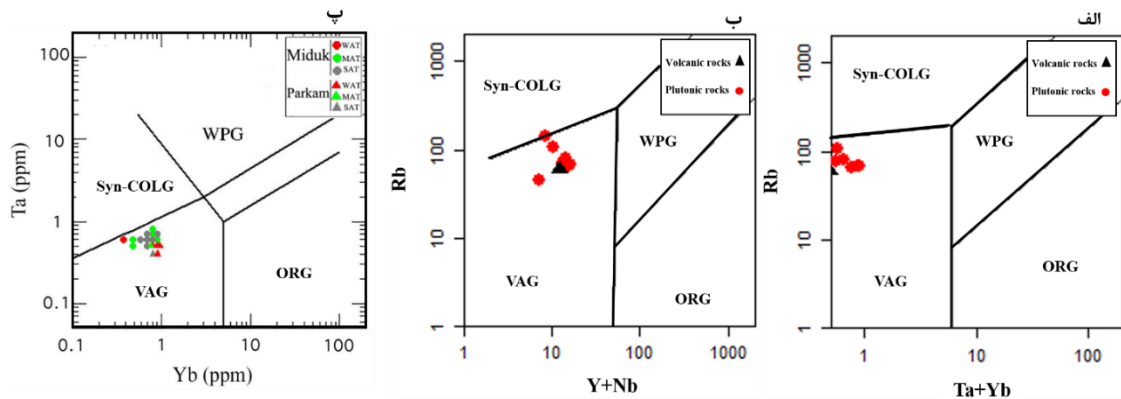 پ
Ta (ppm)
100
10
1
0.1
0.1
1
10
100
Yb (ppm)
WPG
Syn-COLG
VAG
ORG
Miduk
WAT
MAT
SAT
Parkam
WAT
MAT
SAT
ب
Rb
1000
100
10
1
1
10
100
1000
Y+Nb
Syn-COLG
WPG
VAG
ORG
Volcanic rocks
Plutonic rocks
الف
Rb
1000
100
10
1
1
10
100
Ta+Yb
Syn-COLG
WPG
VAG
ORG
Volcanic rocks
Plutonic rocks